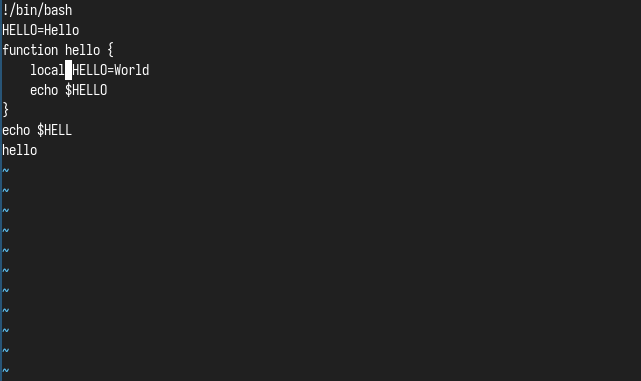 !/bin/bash
HELLO=Hello
function hello {
    local HELLO=World
    echo $HELLO
}
echo $HELL
hello
~
~
~
~
~
~
~
~
~
~
~